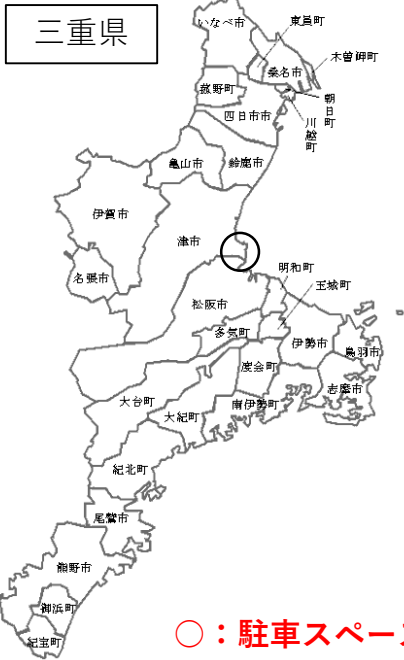 三重県
いなべ市
東員町
木曽岬町
桑名市
菰野町
朝日町
四日市市
川越町
亀山市
鈴鹿市
伊賀市
津市
名張市
明和町
玉城町
松阪市
多気町
伊勢市
鳥羽市
度会町
志摩市
大台町
大紀町
南伊勢町
紀北町
尾鷲市
熊野市
御浜町
紀宝町
○：駐車スペース